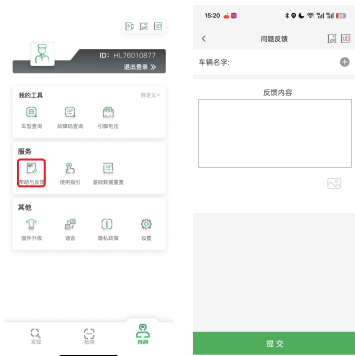 ID: HL76010877
退出登录 》
我的工具
自定义>
车型查询
故障码查询
引脚电压
服务
帮助与反馈
使用指引
基础数据重置
其他
固件升级
语言
隐私政策
设置
发现
我的
15:20
问题反馈
车辆名字:
反馈内容
提交